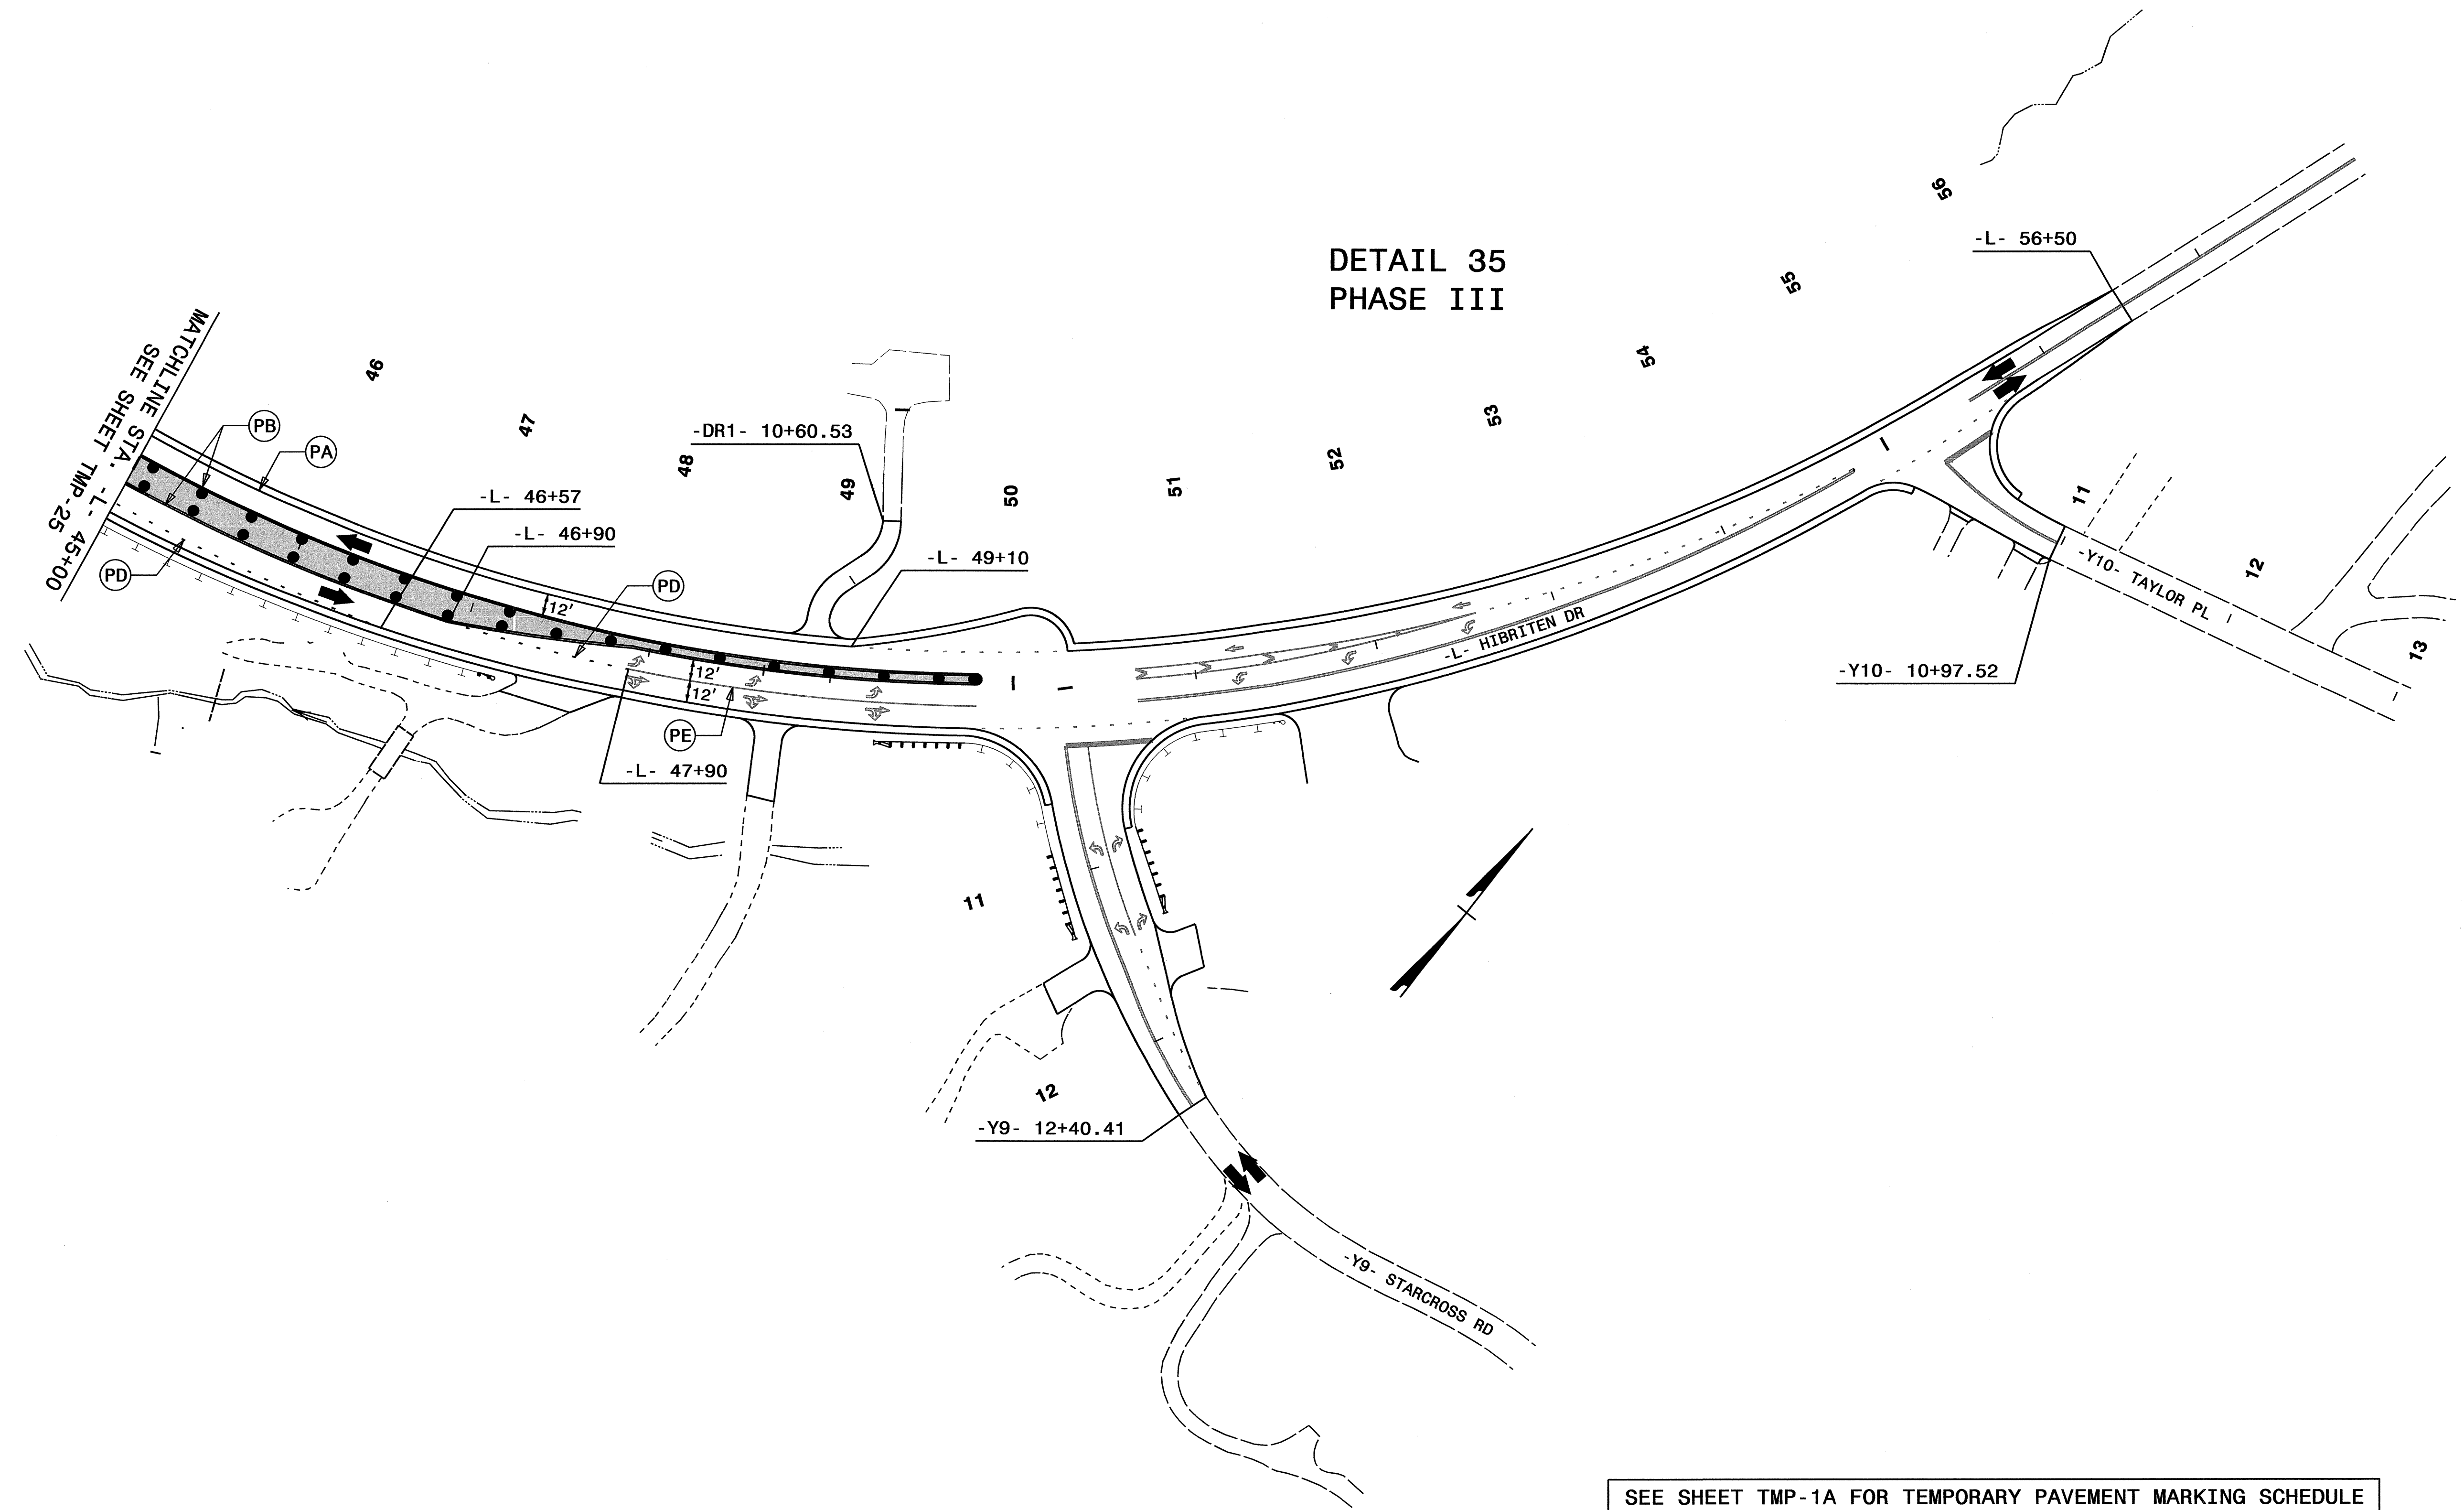 DETAIL 35
PHASE III
MATCHLINE STA. -L- 45+00
SEE SHEET TMP-25
46
47
48
49
50
51
52
53
54
55
56
PB
PA
PD
-L- 46+57
-L- 46+90
-DR1- 10+60.53
-L- 49+10
PD
12'
12'
12'
PE
-L- 47+90
-L- HIBRITEN DR
-L- 56+50
-Y10- 10+97.52
-Y10- TAYLOR PL
11
12
13
11
12
-Y9- 12+40.41
-Y9- STARCROSS RD
SEE SHEET TMP-1A FOR TEMPORARY PAVEMENT MARKING SCHEDULE